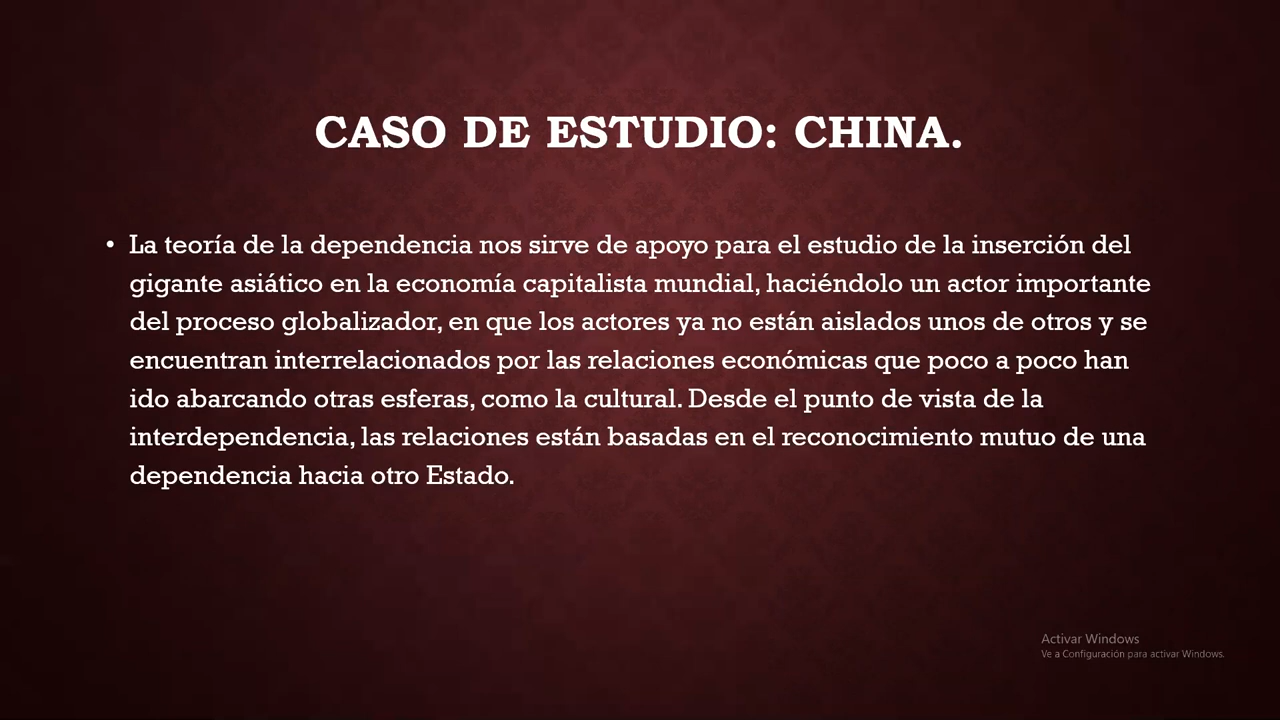 CASO DE ESTUDIO: CHINA.
• La teoría de la dependencia nos sirve de apoyo para el estudio de la inserción del
gigante asiático en la economía capitalista mundial, haciéndolo un actor importante
del proceso globalizador, en que los actores ya no están aislados unos de otros y se
encuentran interrelacionados por las relaciones económicas que poco a poco han
ido abarcando otras esferas, como la cultural. Desde el punto de vista de la
interdependencia, las relaciones están basadas en el reconocimiento mutuo de una
dependencia hacia otro Estado.
Activar Windows
Ve a Configuración para activar Windows.